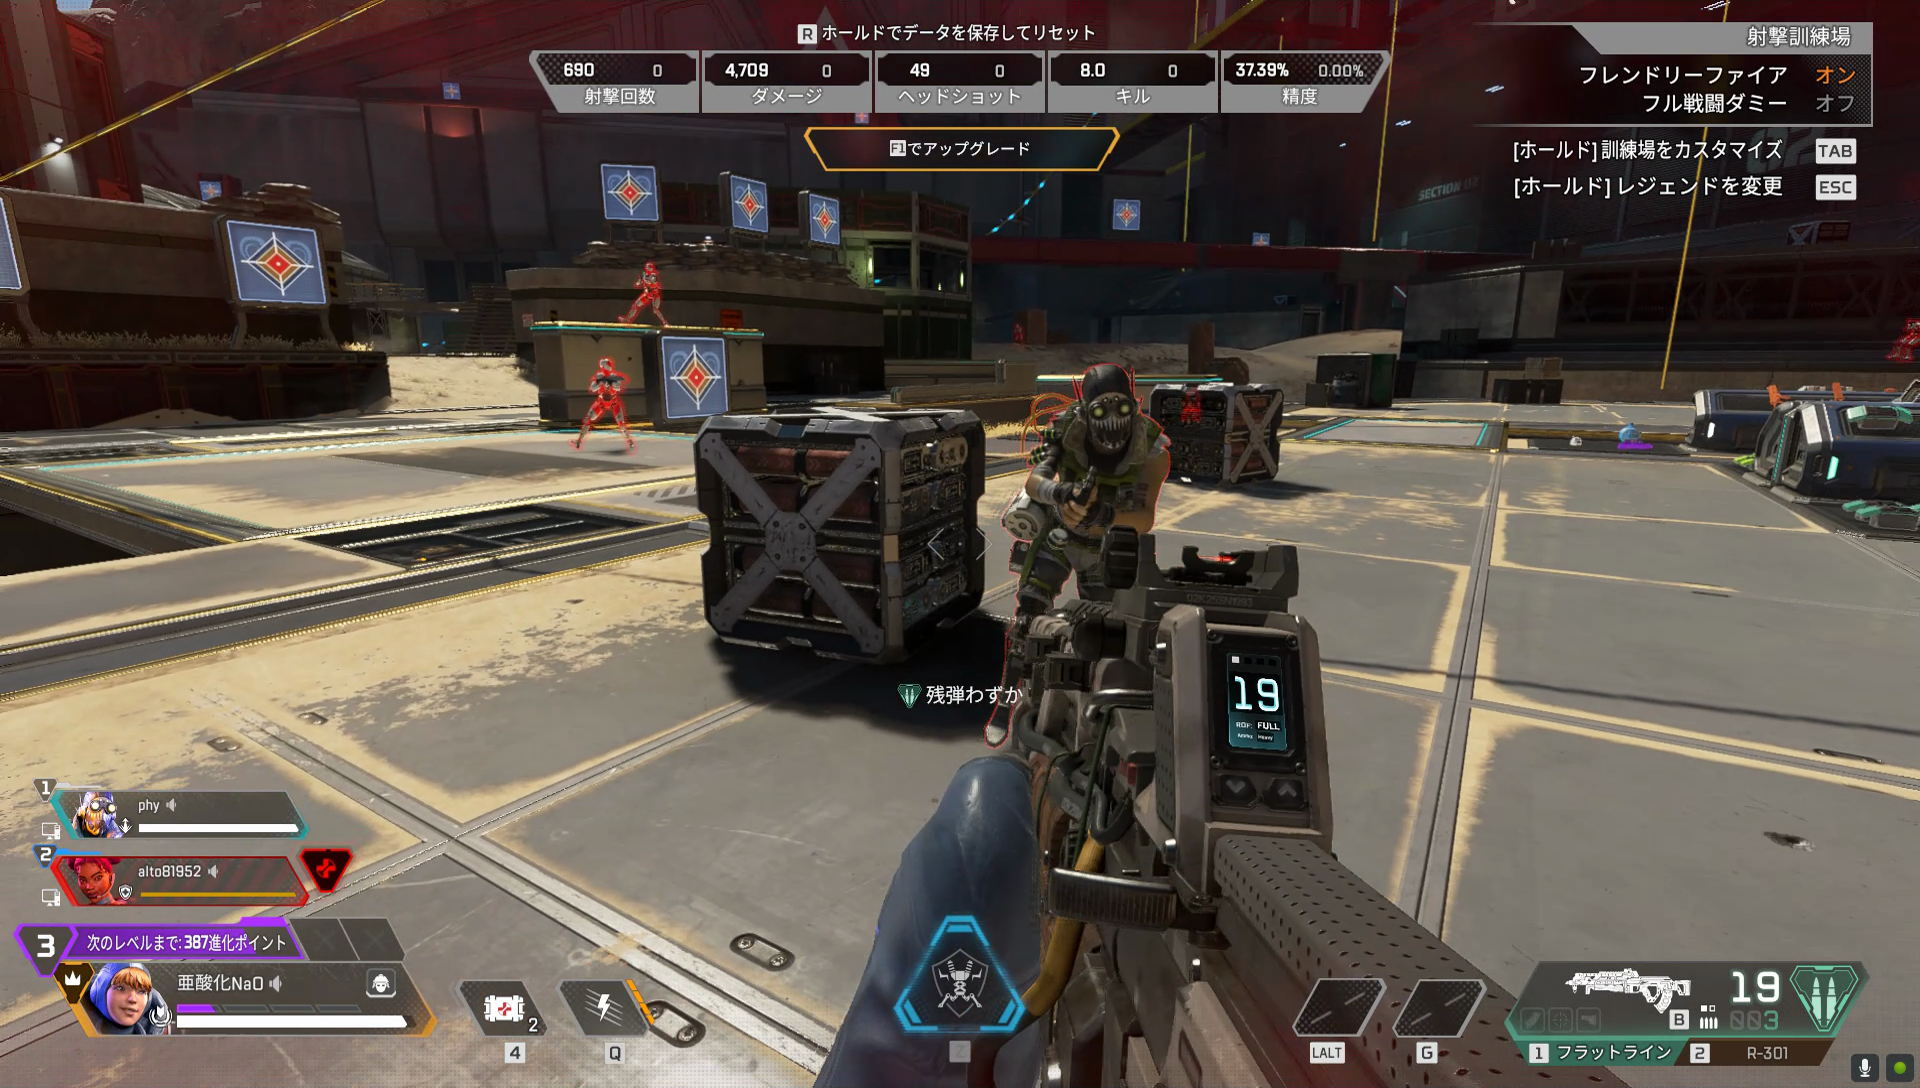 R ホールドでデータを保存してリセット
690 0 4,709 0 49 0 8.0 0 37.39% 0.00%
射撃回数 ダメージ ヘッドショット キル 精度
F1でアップグレード
射撃訓練場
フレンドリーファイア オン
フル戦闘ダミー オフ
[ホールド]訓練場をカスタマイズ TAB
[ホールド]レジェンドを変更 ESC
残弾わずか
19
RDF: FULL
Ammo: Heavy
1
phy
2
alto81952
3 次のレベルまで:387進化ポイント
亜酸化NaO
2
4 Q Z LALT G
19
B 003
1 フラットライン 2 R-301